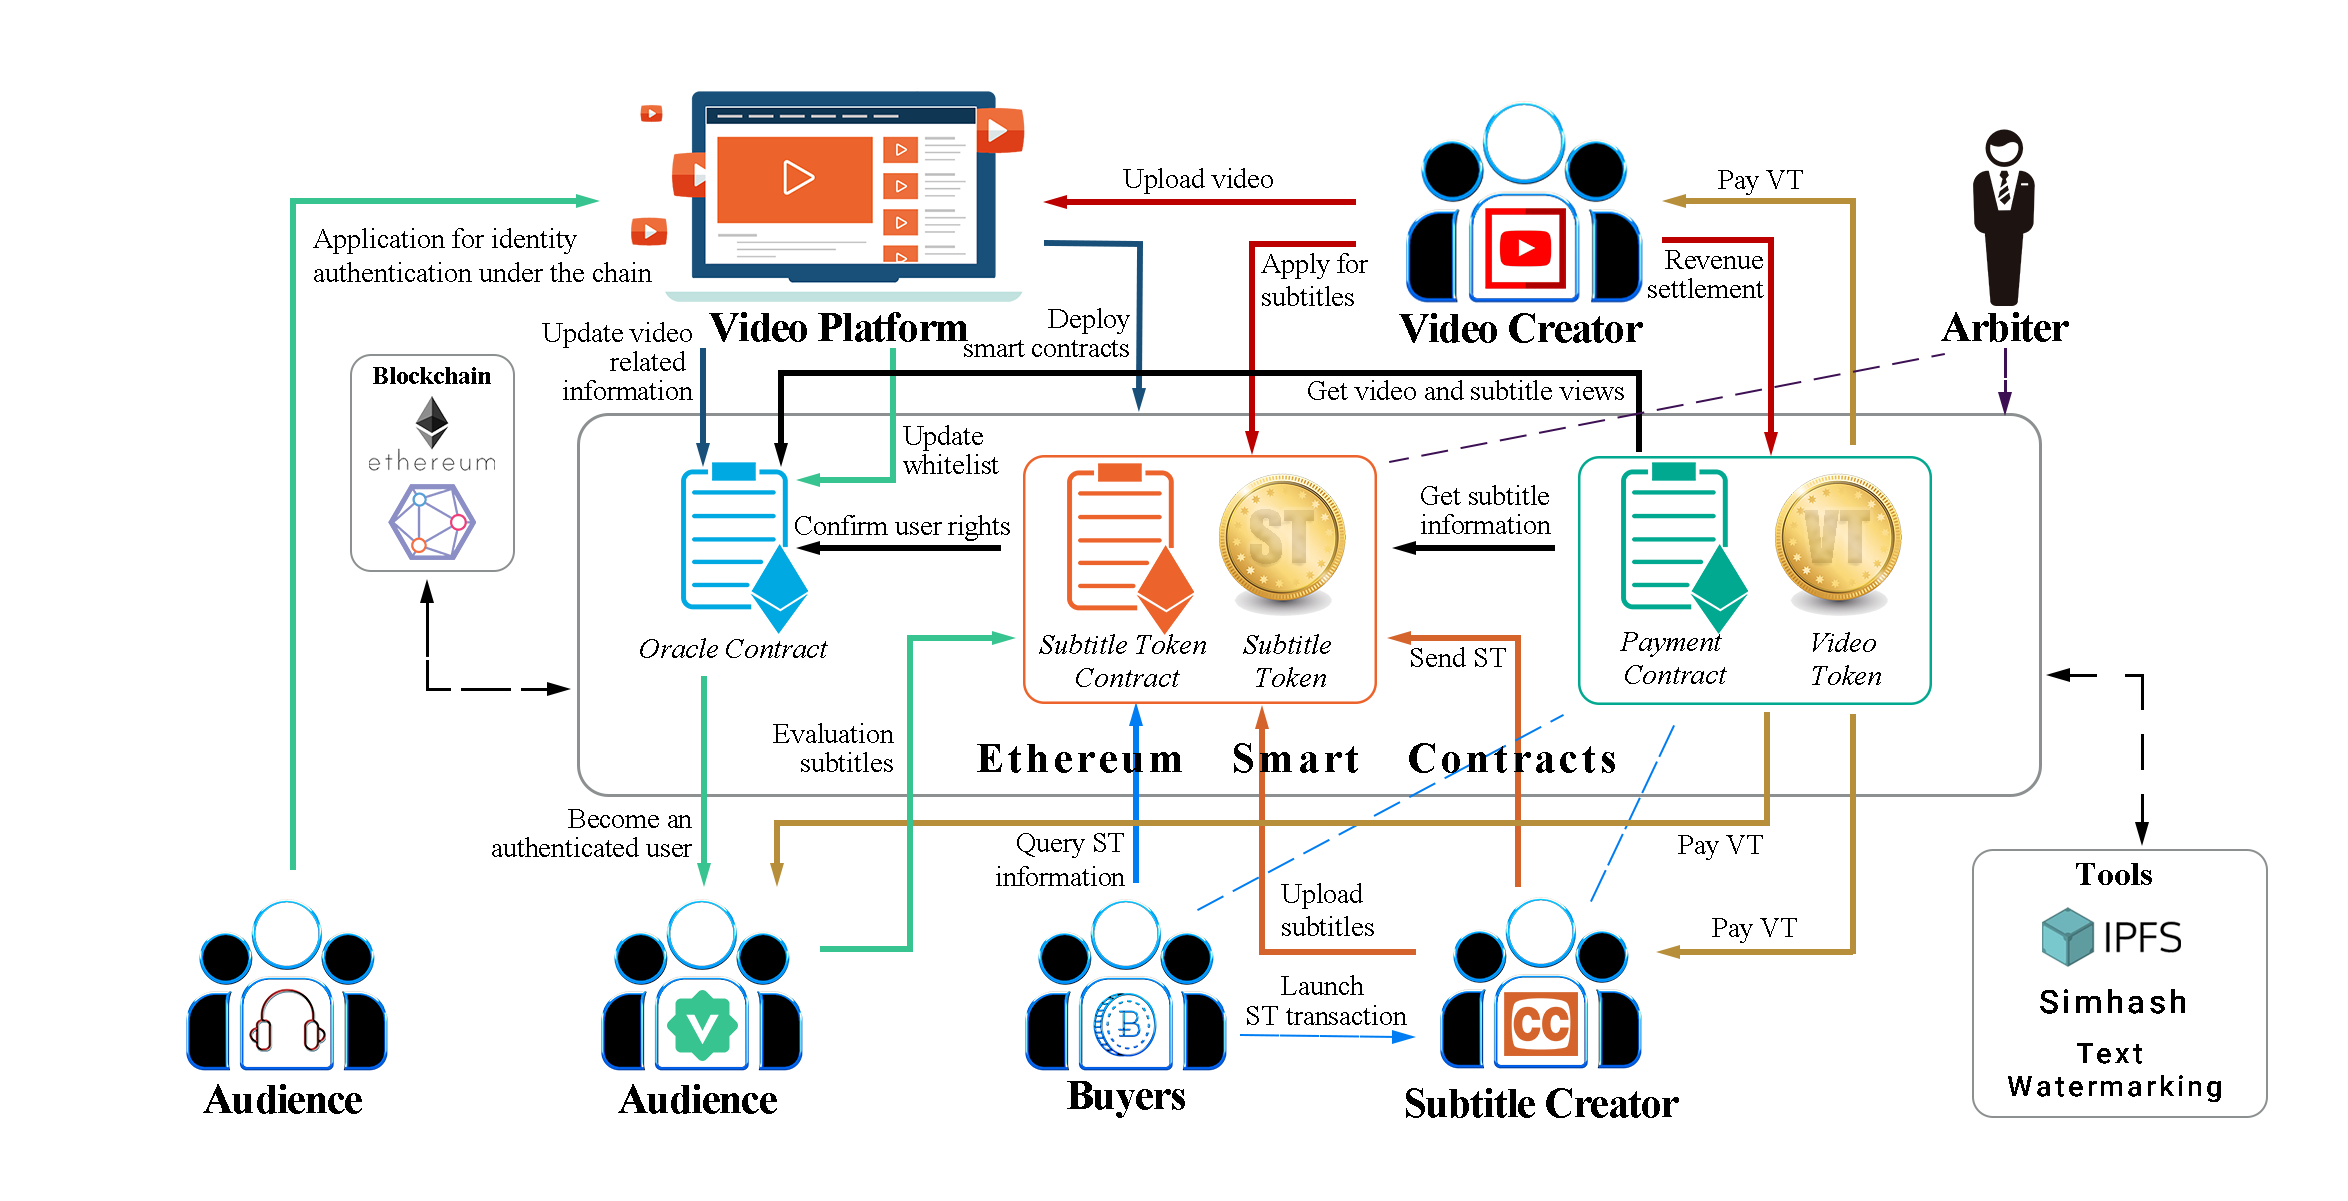 Upload video
Pay VT
Application for identity
authentication under the chain
Apply for
subtitles
Revenue
settlement
Video Platform
Video Creator
Arbiter
Update video
related
information
Deploy
smart contracts
Blockchain
ethereum
Get video and subtitle views
Update
whitelist
Confirm user rights
ST
Get subtitle
information
VT
Oracle Contract
Subtitle Token
Contract
Subtitle
Token
Send ST
Payment
Contract
Video
Token
Evaluation
subtitles
Ethereum Smart Contracts
Become an
authenticated user
Query ST
information
Pay VT
Upload
subtitles
Pay VT
Tools
IPFS
Simhash
Text
Watermarking
Launch
ST transaction
V
B
CC
Audience
Audience
Buyers
Subtitle Creator